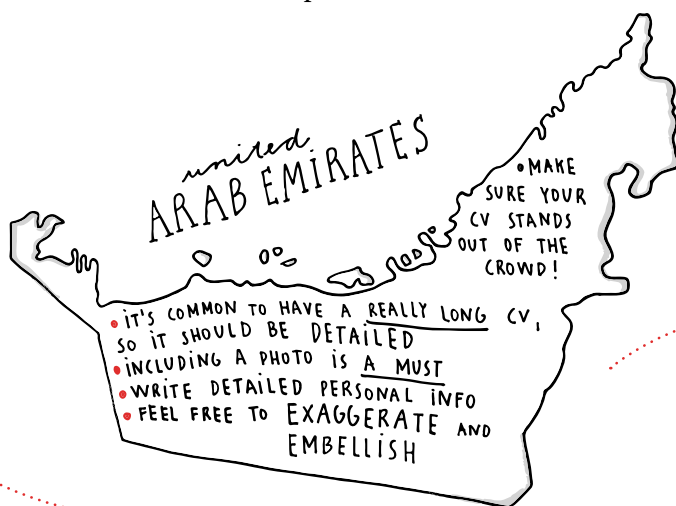 united
ARAB EMiRATES
•MAKE
SURE YOUR
CV STANDS
OUT OF THE
CROWD!
• iT'S COMMON TO HAVE A REALLY LONG CV,
SO iT SHOULD BE DETAiLED
• iNCLUDiNG A PHOTO iS A MUST
• WRiTE DETAiLED PERSONAL iNFO
• FEEL FREE TO EXAGGERATE AND
EMBELLiSH